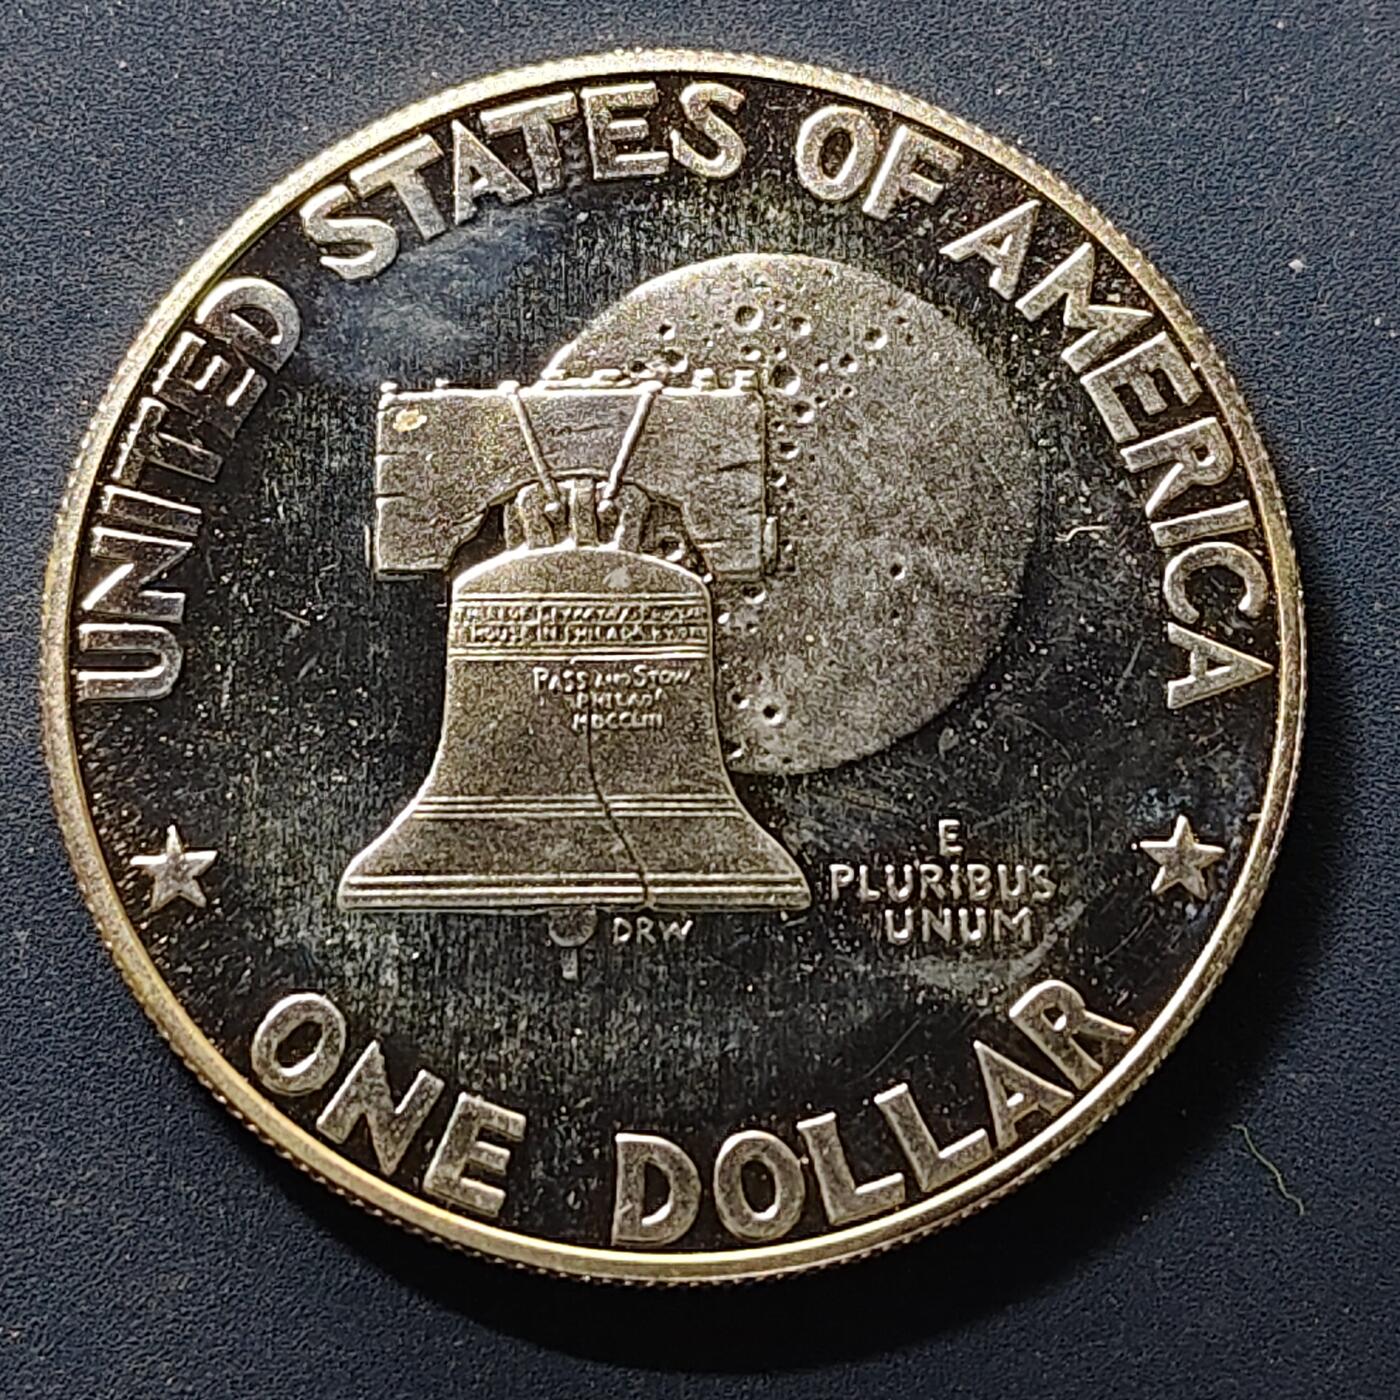 UNITED STATES OF AMERICA
PASS AND STOW
PHILADA
MDCCLIII
DRW
E
PLURIBUS
UNUM
ONE DOLLAR